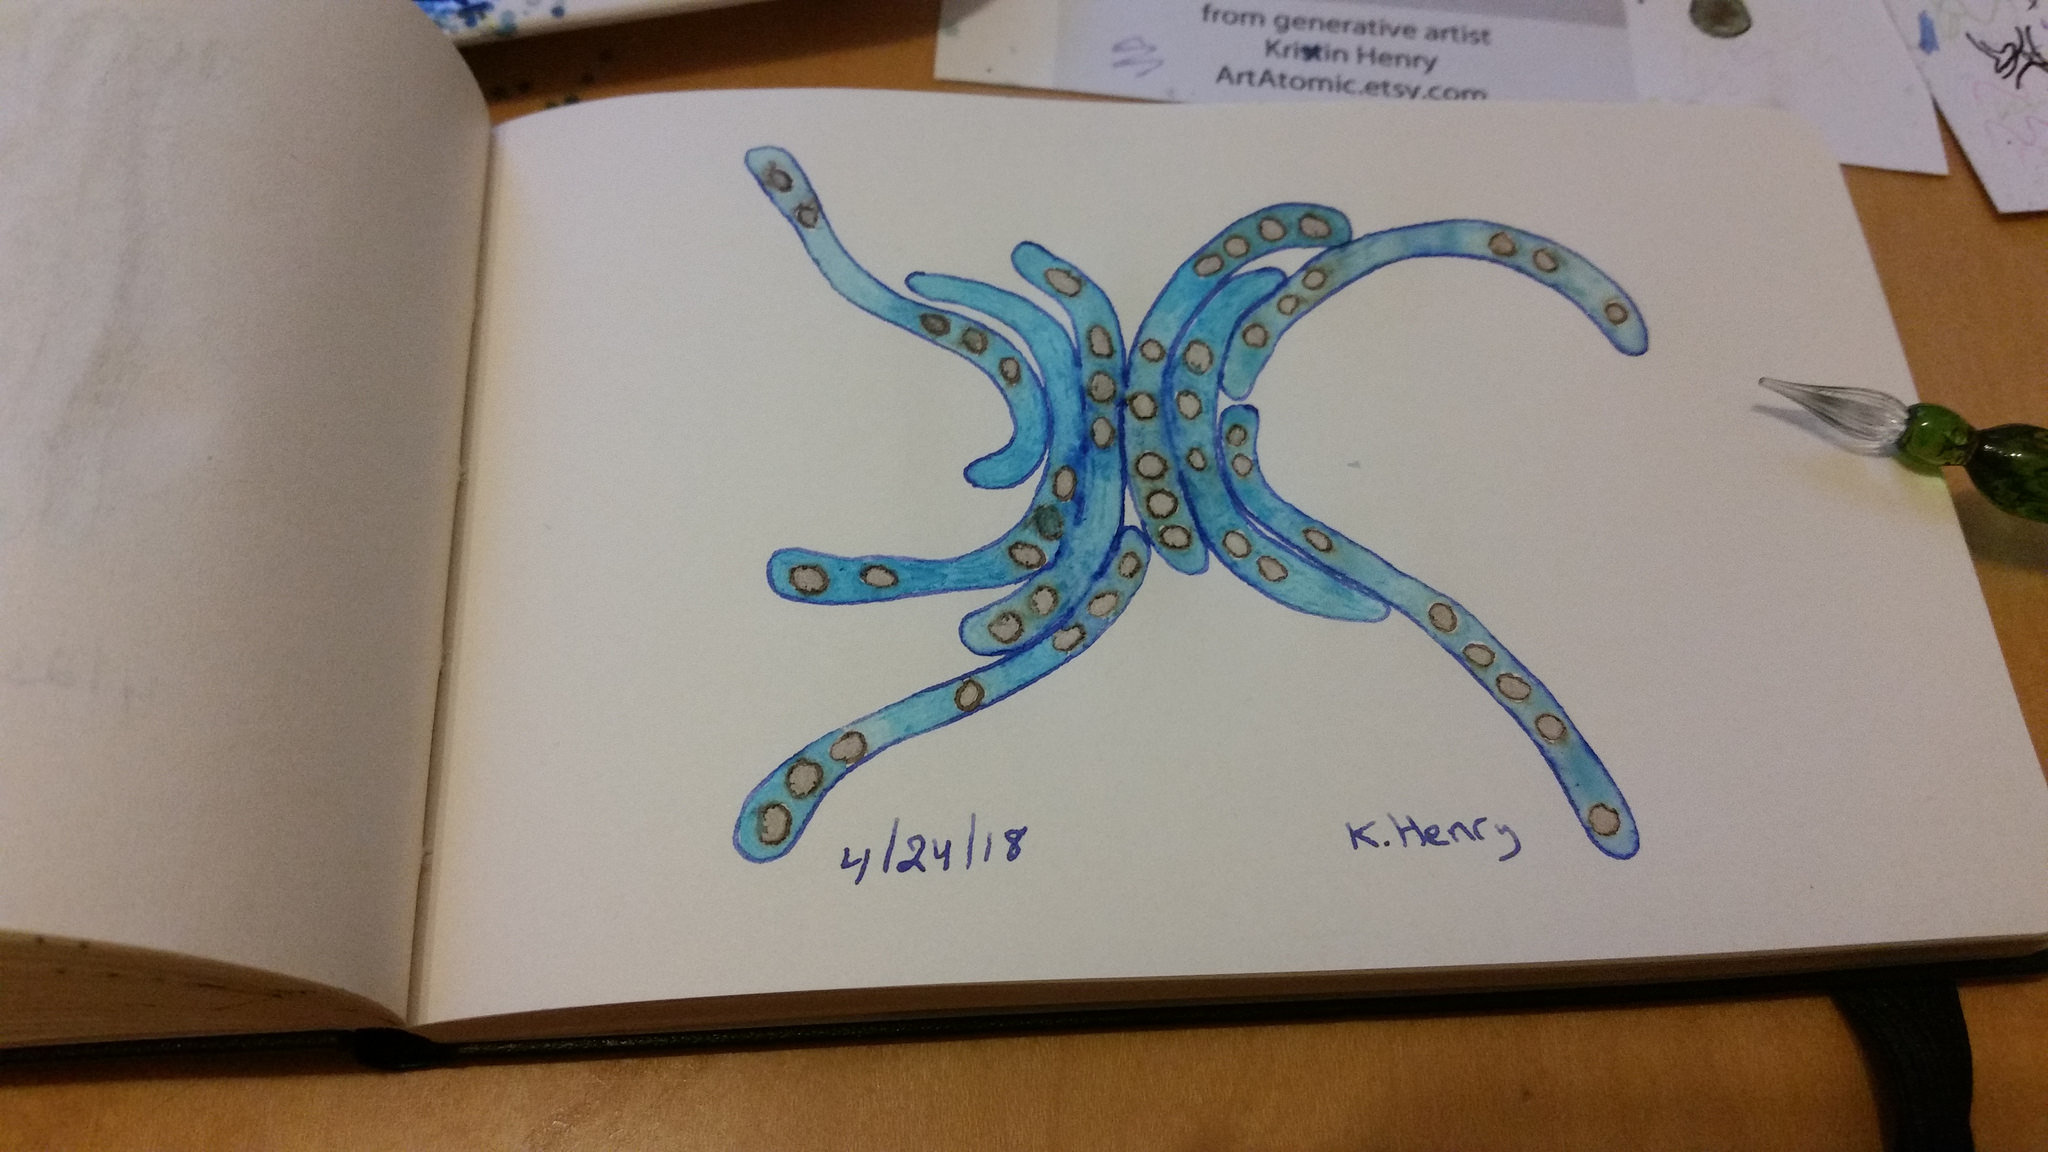 from generative artist
Kristin Henry
ArtAtomic.etsy.com
4/24/18
K.Henry